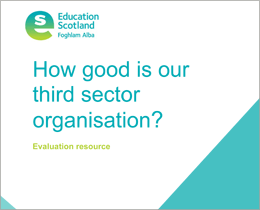 Education
Scotland
Foghlam Alba
How good is our
third sector
organisation?
Evaluation resource